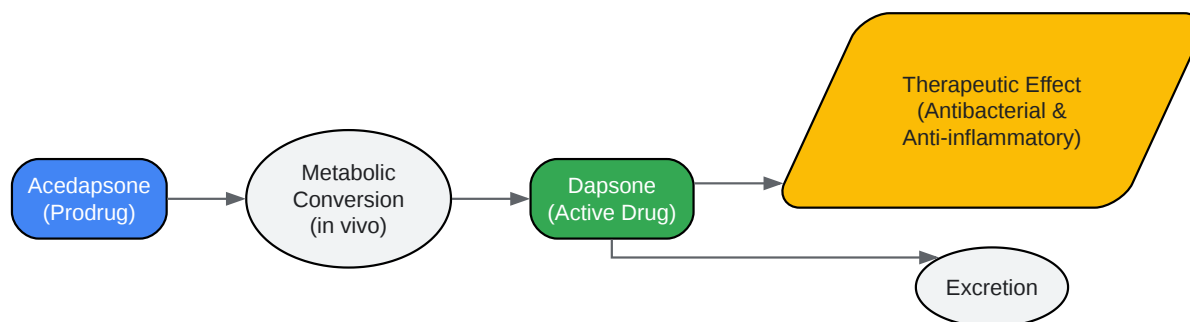 Acedapsone
(Prodrug)
Metabolic
Conversion
(in vivo)
Dapsone
(Active Drug)
Therapeutic Effect
(Antibacterial &
Anti-inflammatory)
Excretion